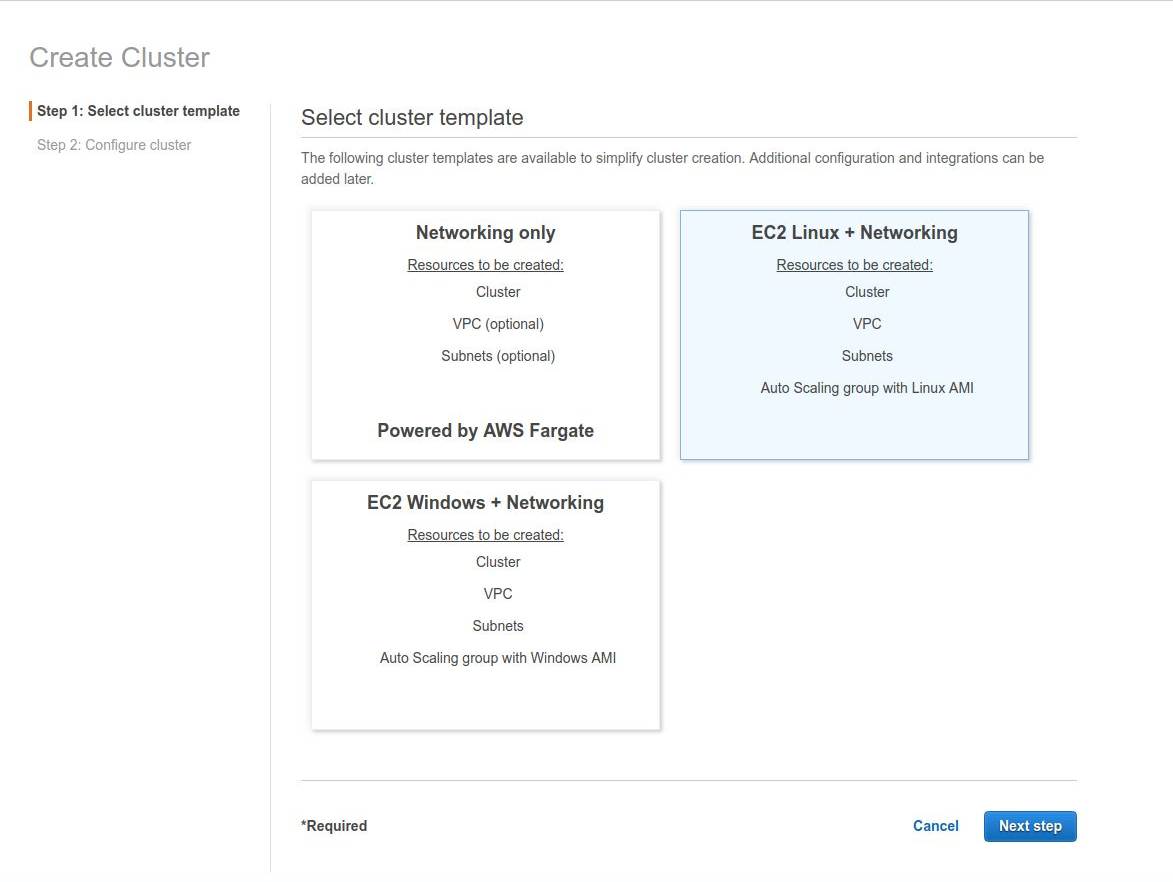 Create Cluster
Step 1: Select cluster template
Step 2: Configure cluster
Select cluster template
The following cluster templates are available to simplify cluster creation. Additional configuration and integrations can be
added later.
Networking only
Resources to be created:
Cluster
VPC (optional)
Subnets (optional)
Powered by AWS Fargate
EC2 Linux + Networking
Resources to be created:
Cluster
VPC
Subnets
Auto Scaling group with Linux AMI
EC2 Windows + Networking
Resources to be created:
Cluster
VPC
Subnets
Auto Scaling group with Windows AMI
*Required
Cancel
Next step